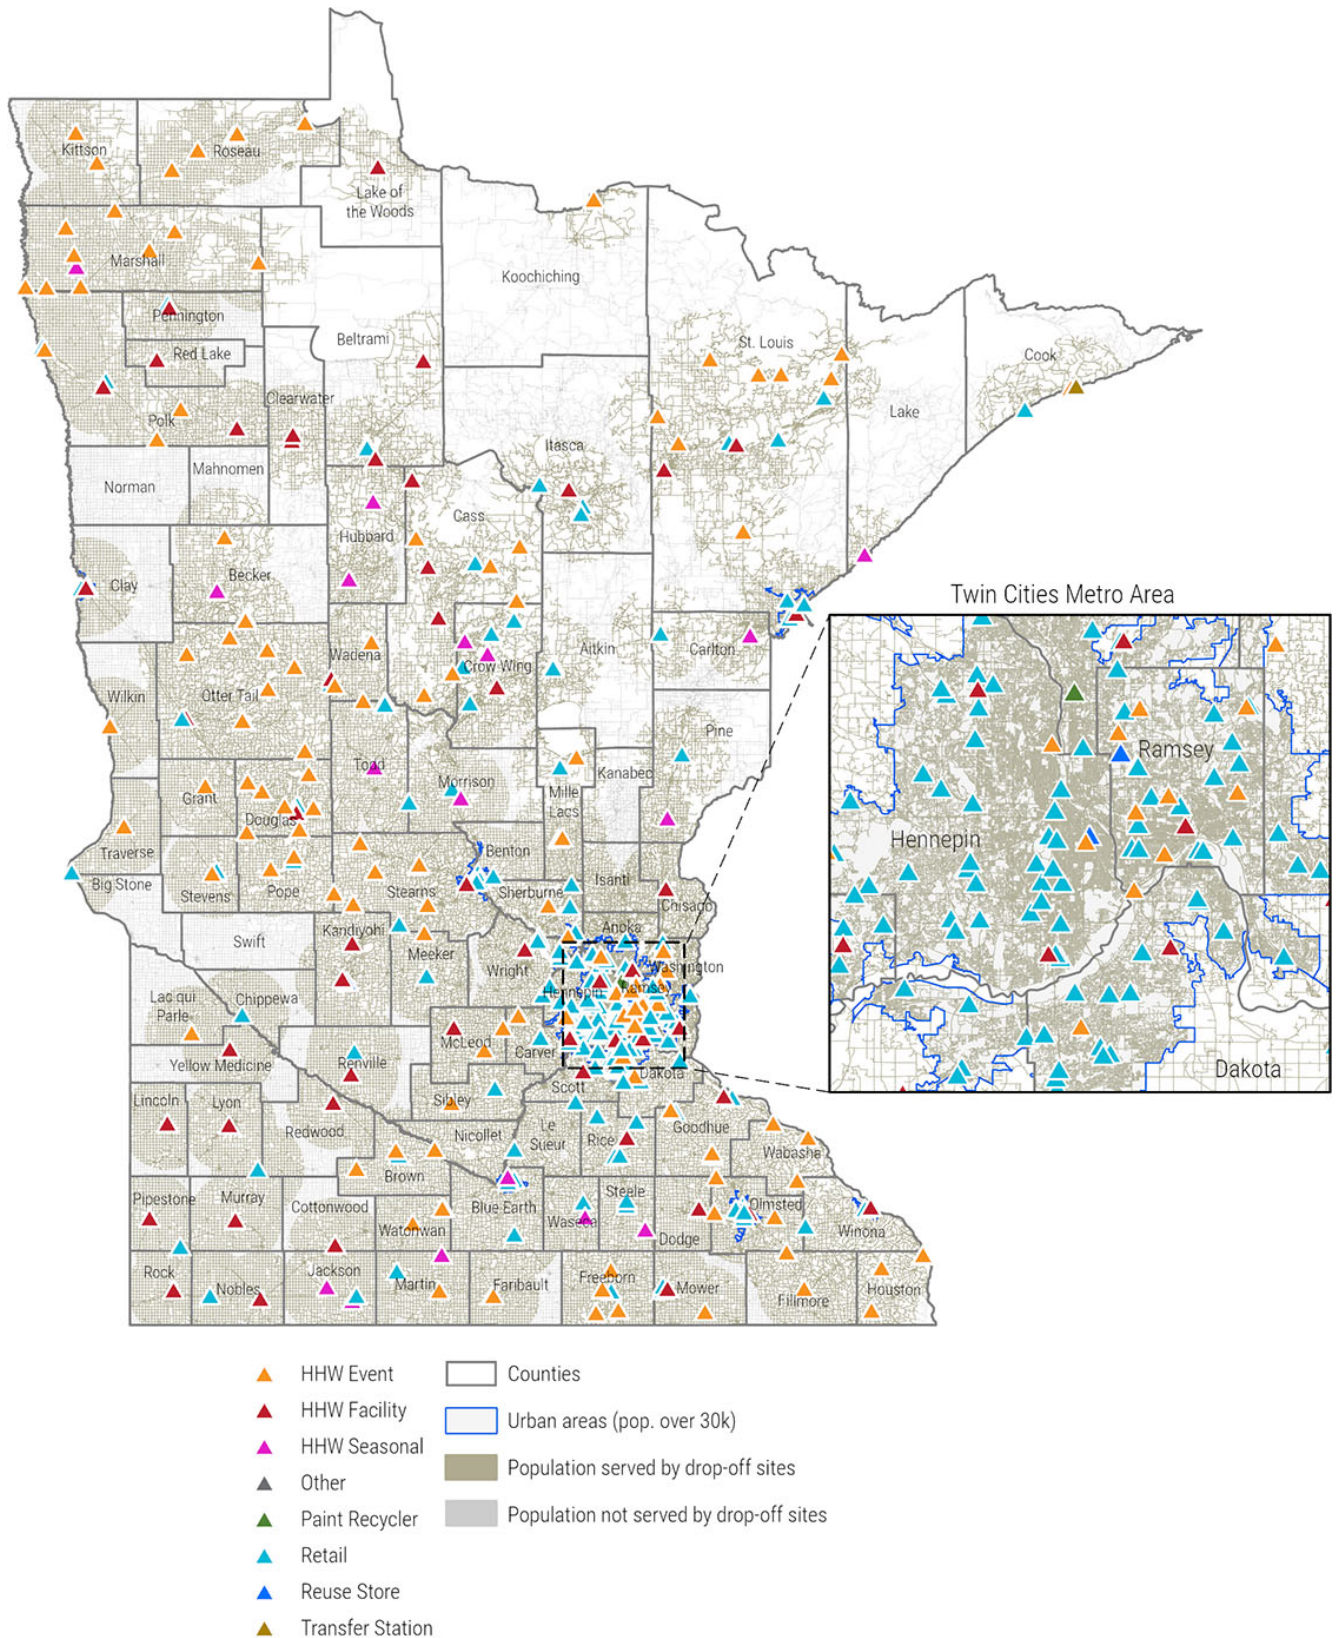 Kittson
Roseau
Lake of
the Woods
Marshall
Koochiching
Pennington
Red Lake
Beltrami
St. Louis
Cook
Clearwater
Polk
Lake
Itasca
Mahnomen
Norman
Cass
Hubbard
Clay
Becker
Twin Cities Metro Area
Wadena
Crow Wing
Aitkin
Carlton
Wilkin
Otter Tail
Pine
Todd
Morrison
Kanabec
Mille
Lacs
Grant
Douglas
Traverse
Benton
Big Stone
Stevens
Pope
Stearns
Sherburne
Isanti
Chisago
Swift
Kandiyohi
Anoka
Meeker
Wright
Washington
Hennepin
Ramsey
Lac qui
Parle
Chippewa
McLeod
Carver
Yellow Medicine
Renville
Scott
Dakota
Lincoln
Lyon
Sibley
Redwood
Nicollet
Le
Sueur
Rice
Goodhue
Wabasha
Brown
Pipestone
Murray
Cottonwood
Watonwan
Blue Earth
Waseca
Steele
Dodge
Olmsted
Winona
Rock
Nobles
Jackson
Martin
Faribault
Freeborn
Mower
Fillmore
Houston
Ramsey
Hennepin
Dakota
HHW Event
HHW Facility
HHW Seasonal
Other
Paint Recycler
Retail
Reuse Store
Transfer Station
Counties
Urban areas (pop. over 30k)
Population served by drop-off sites
Population not served by drop-off sites